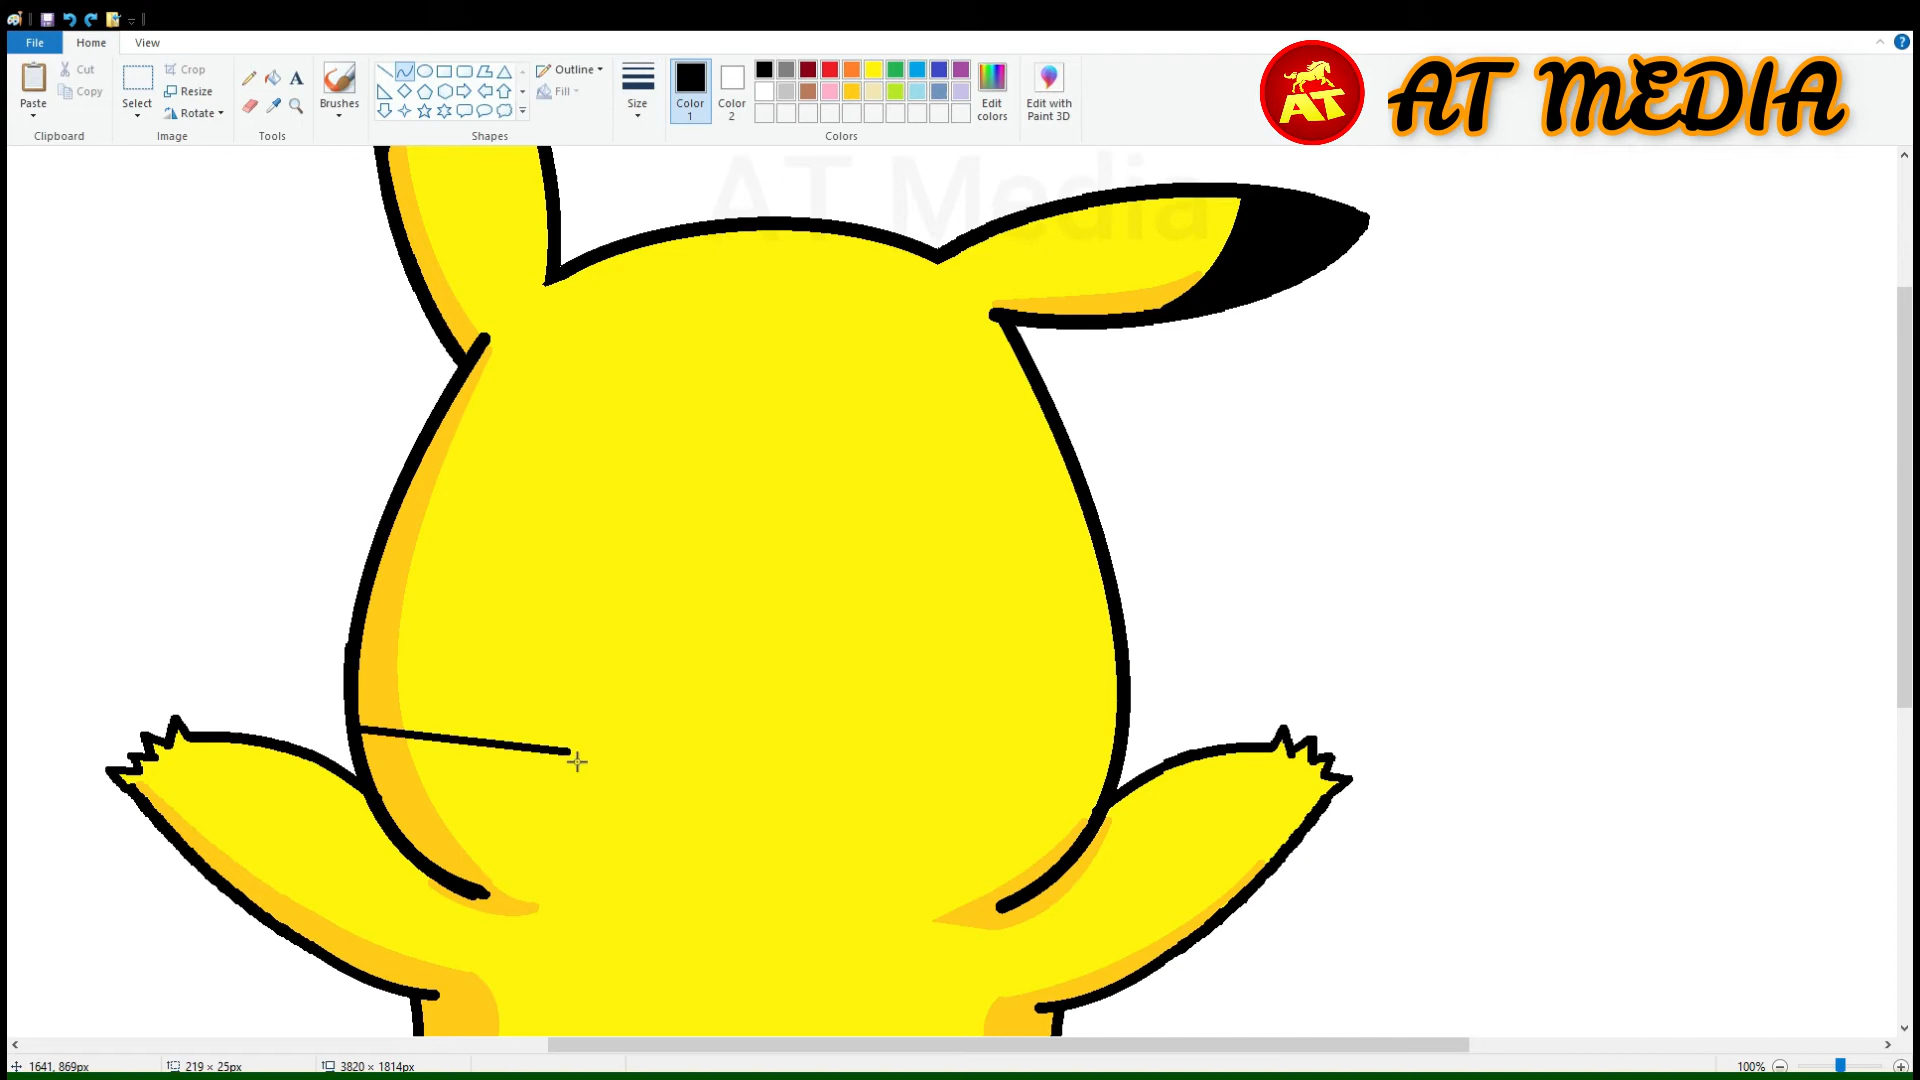 File Home View
Paste Cut Copy Clipboard
Select Crop Resize Rotate Image
Tools
Brushes
Shapes
Outline Fill
Size
Color 1 Color 2
Colors
Edit colors
Edit with Paint 3D
AT AT MEDIA
AT Media
1641, 869px 219 × 25px 3820 × 1814px 100%